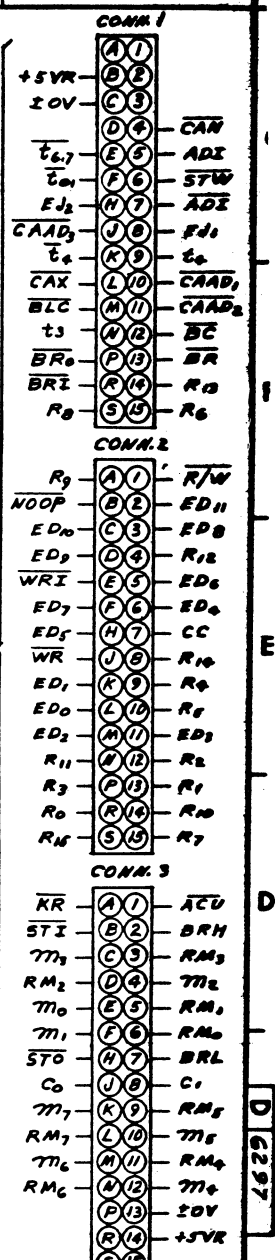 CONN. 1
A 1
+5VR B 2
±OV C 3
D 4 CAN
t6,7 E 5 ADI
F 6 STW
EJ2 H 7 ADI
CAAD3 J 8
t4 K 9 t4
CAX L 10 CAAD1
BLC M 11 CAAD2
t3 N 12 BC
BR0 P 13 BR
BRI R 14 R13
R8 S 15 R6
CONN. 2
R9 A 1 R/W
NOOP B 2 ED11
ED10 C 3 ED8
ED9 D 4 R12
WRI E 5 ED6
ED7 F 6 ED4
ED5 H 7 CC
WR J 8 R14
ED1 K 9 R4
ED0 L 10 R5
ED2 M 11 ED3
R11 N 12 R2
R3 P 13 R1
R0 R 14 R10
R15 S 15 R7
CONN. 3
KR A 1 ACU
STI B 2 BRH
m3 C 3 RM3
RM2 D 4 m2
m0 E 5 RM1
m1 F 6 RM0
STO H 7 BRL
C0 J 8 C1
m7 K 9 RM5
RM7 L 10 m5
m6 M 11 RM4
RM6 N 12 m4
P 13 ±OV
R 14 +5VR
E
D
D 6297